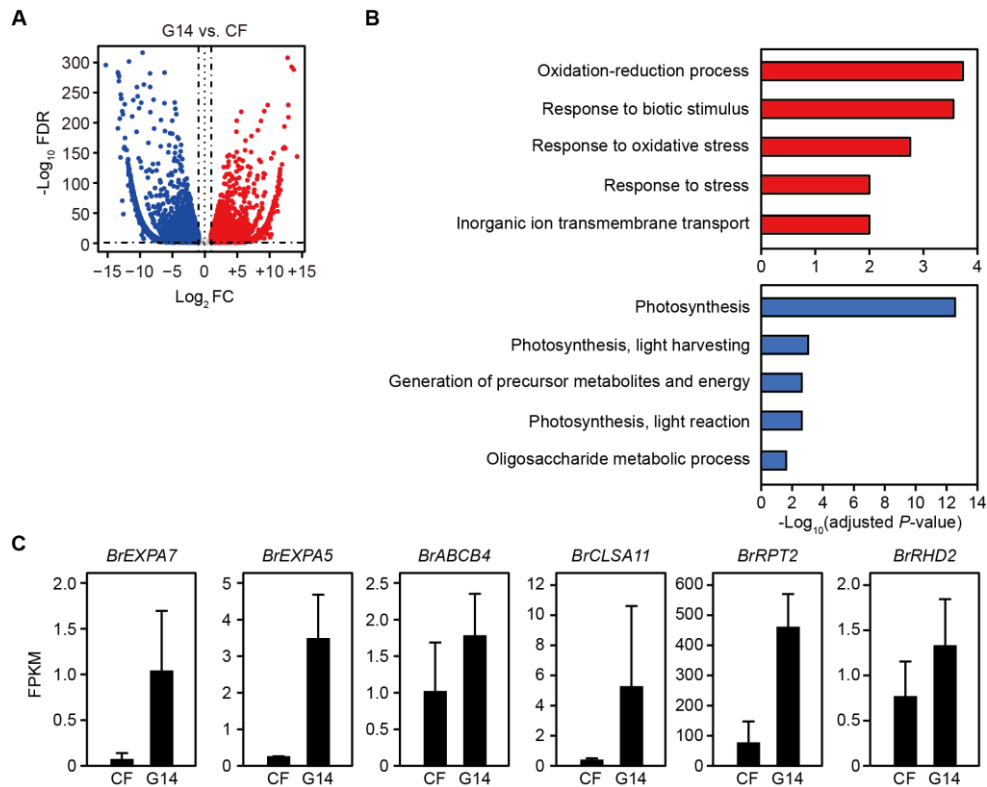 A
G14 vs. CF
-Log10 FDR
300
250
200
150
100
50
0
−15 −10 −5 0 +5 +10 +15
Log2 FC
B
Oxidation-reduction process
Response to biotic stimulus
Response to oxidative stress
Response to stress
Inorganic ion transmembrane transport
0 1 2 3 4
Photosynthesis
Photosynthesis, light harvesting
Generation of precursor metabolites and energy
Photosynthesis, light reaction
Oligosaccharide metabolic process
0 2 4 6 8 10 12 14
-Log10(adjusted P-value)
C
BrEXPA7
FPKM
2.0
1.5
1.0
0.5
0.0
CF G14
BrEXPA5
5
4
3
2
1
0
CF G14
BrABCB4
2.5
2.0
1.5
1.0
0.5
0.0
CF G14
BrCLSA11
12
10
8
6
4
2
0
CF G14
BrRPT2
600
500
400
300
200
100
0
CF G14
BrRHD2
2.0
1.5
1.0
0.5
0.0
CF G14